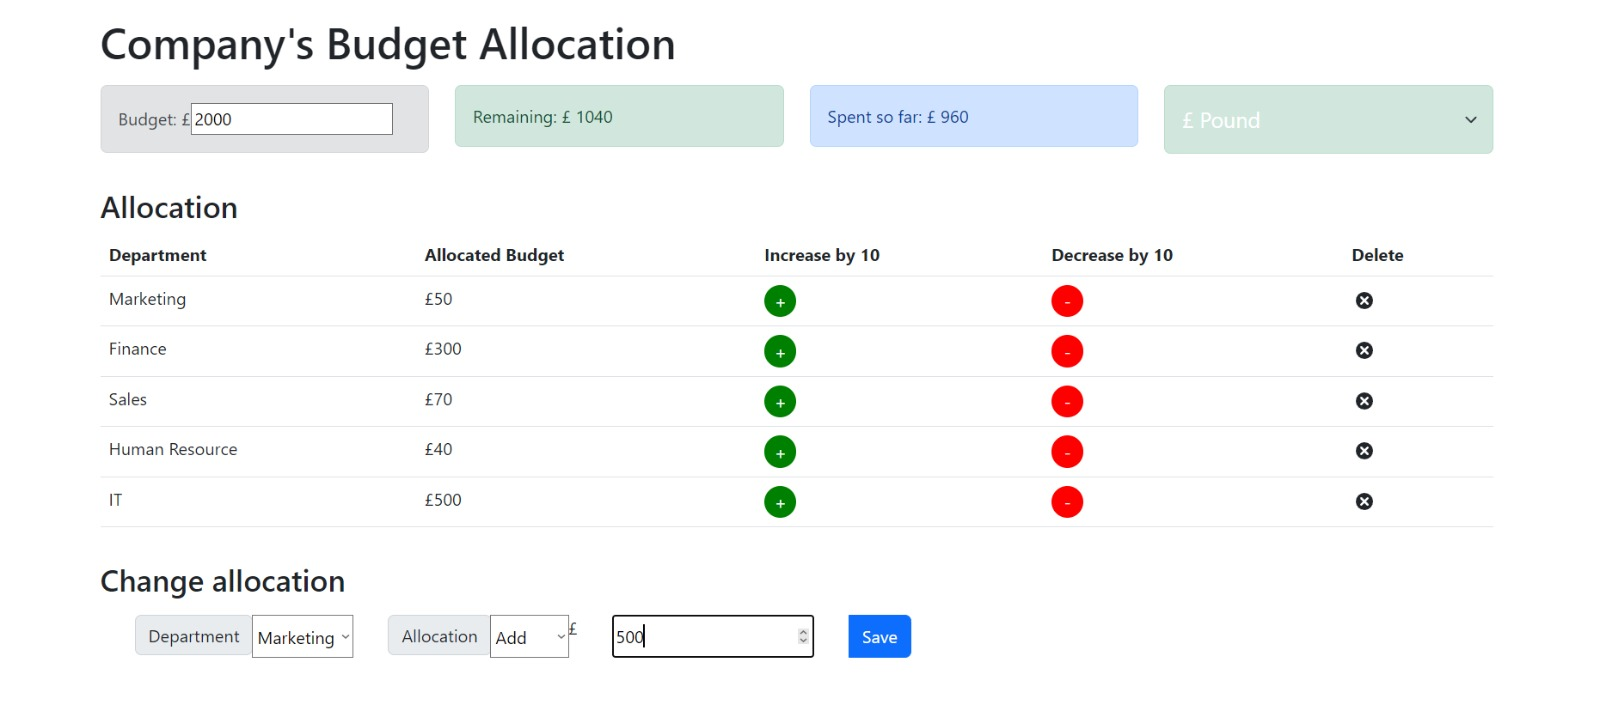 Company's Budget Allocation
Budget: £ 2000
Remaining: £ 1040
Spent so far: £ 960
£ Pound
Allocation
Department Allocated Budget Increase by 10 Decrease by 10 Delete
Marketing £50 + -
Finance £300 + -
Sales £70 + -
Human Resource £40 + -
IT £500 + -
Change allocation
Department Marketing Allocation Add £ 500 Save